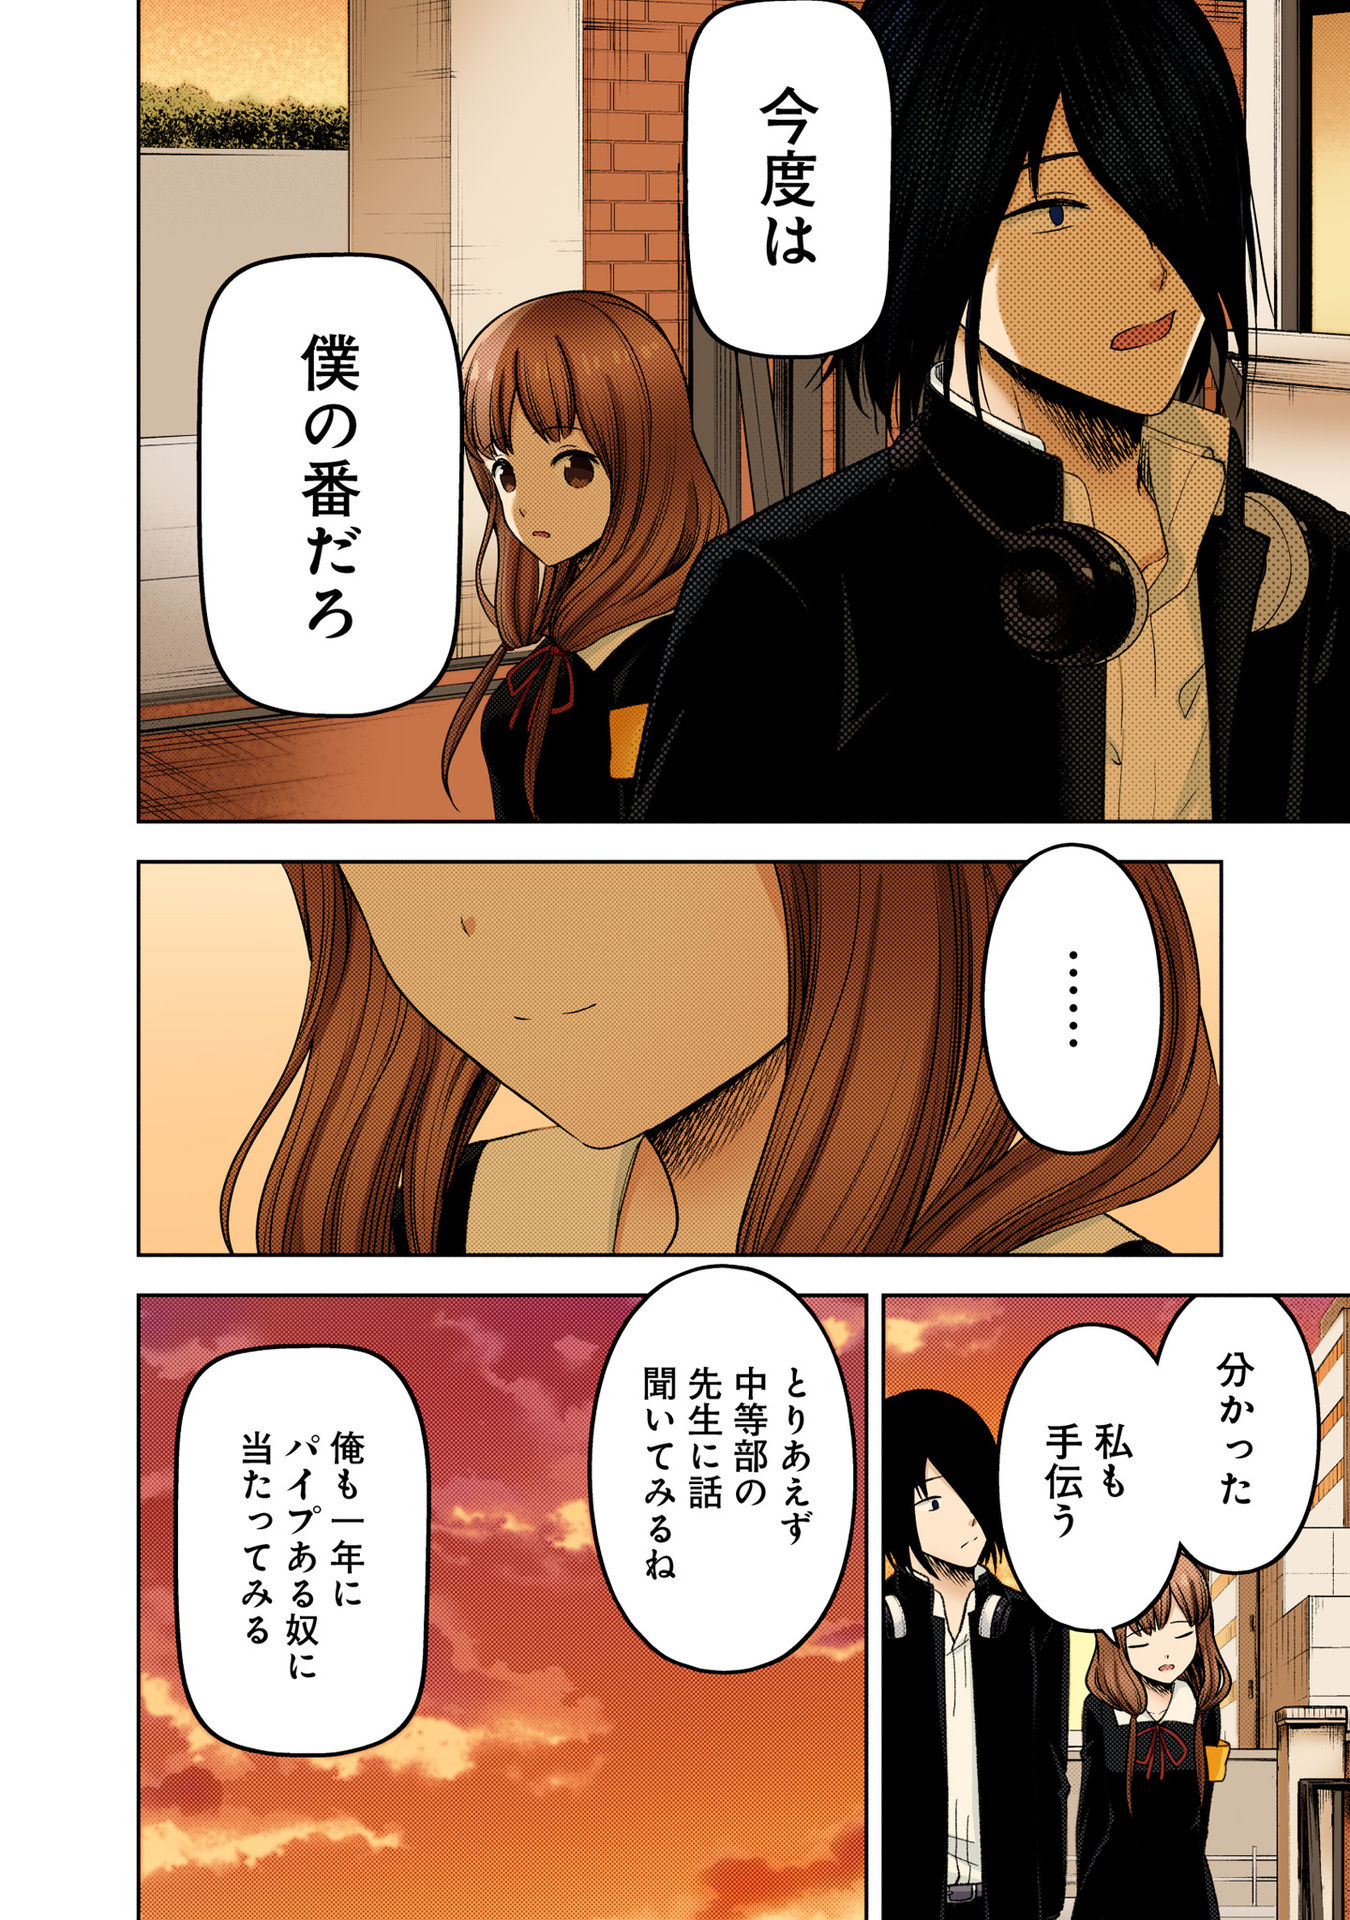 今度は
僕の番だろ
……
分かった
私も
手伝う
とりあえず
中等部の
先生に話
聞いてみるね
俺も一年に
パイプある奴に
当たってみる